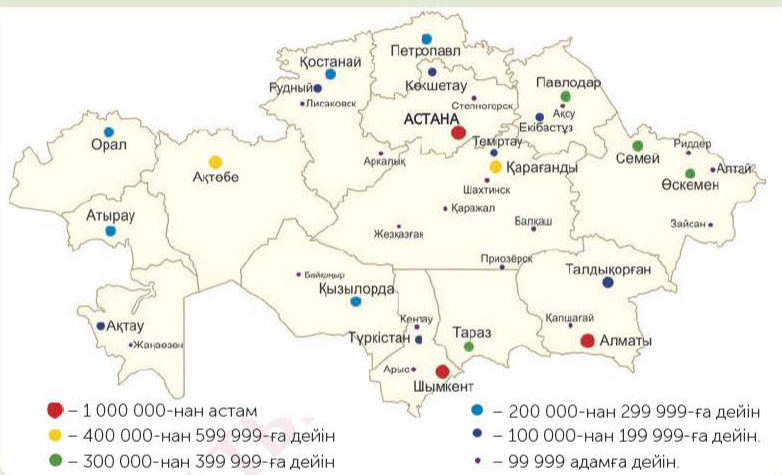 Петропавл
Қостанай
Көкшетау
Рудный
Лисаковск
Степногорск
Павлодар
Ақсу
Екібастұз
АСТАНА
Теміртау
Орал
Ақтөбе
Аркалық
Қарағанды
Семей
Риддер
Алтай
Өскемен
Шахтинск
Қаражал
Атырау
Жезқазған
Балқаш
Зайсан
Приозёрск
Байқоңыр
Қызылорда
Талдықорған
Ақтау
Жаңаөзен
Кентау
Түркістан
Тараз
Қапшағай
Алматы
Арыс
Шымкент
– 1 000 000-нан астам
– 400 000-нан 599 999-ға дейін
– 300 000-нан 399 999-ға дейін
– 200 000-нан 299 999-ға дейін
– 100 000-нан 199 999-ға дейін.
– 99 999 адамға дейін.